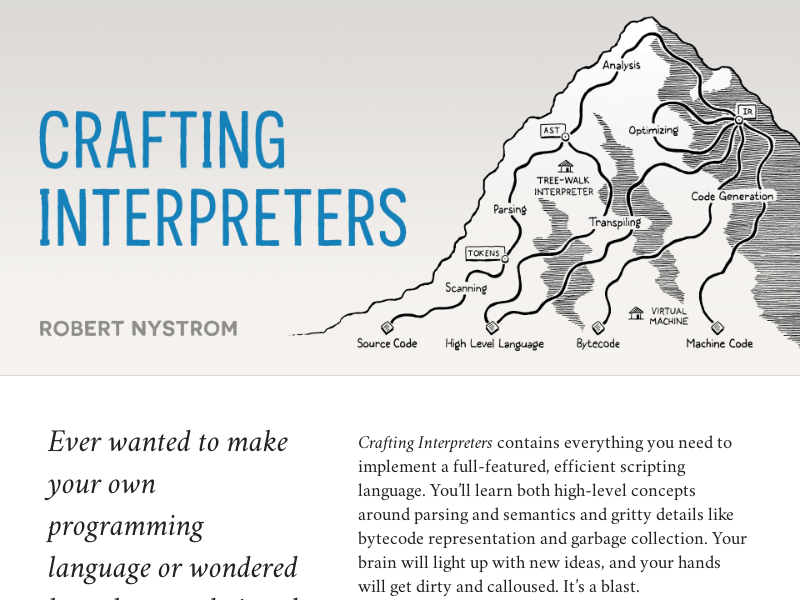 CRAFTING
INTERPRETERS
ROBERT NYSTROM
Analysis
IR
AST
Optimizing
TREE-WALK
INTERPRETER
Code Generation
Parsing
Transpiling
TOKENS
Scanning
VIRTUAL
MACHINE
Source Code
High Level Language
Bytecode
Machine Code
Ever wanted to make
your own
programming
language or wondered
Crafting Interpreters contains everything you need to
implement a full-featured, efficient scripting
language. You’ll learn both high-level concepts
around parsing and semantics and gritty details like
bytecode representation and garbage collection. Your
brain will light up with new ideas, and your hands
will get dirty and calloused. It’s a blast.